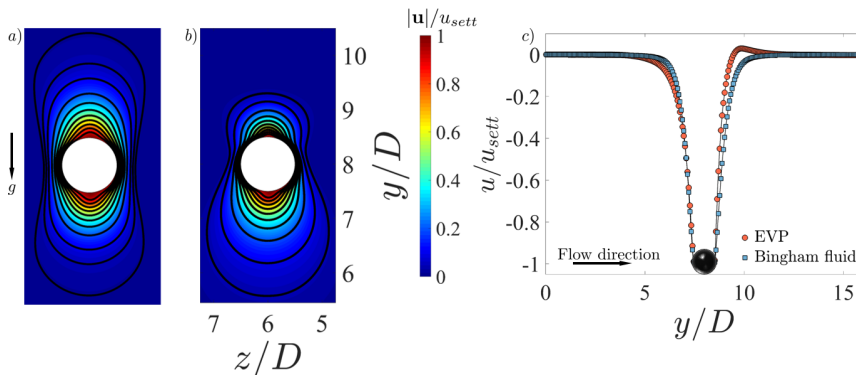 a)
b)
|u|/u_sett
c)
g
10
9
8
7
6
y/D
7
6
5
z/D
1
0.8
0.6
0.4
0.2
0
0
-0.2
-0.4
-0.6
-0.8
-1
u/u_sett
Flow direction
EVP
Bingham fluid
0
5
10
15
y/D